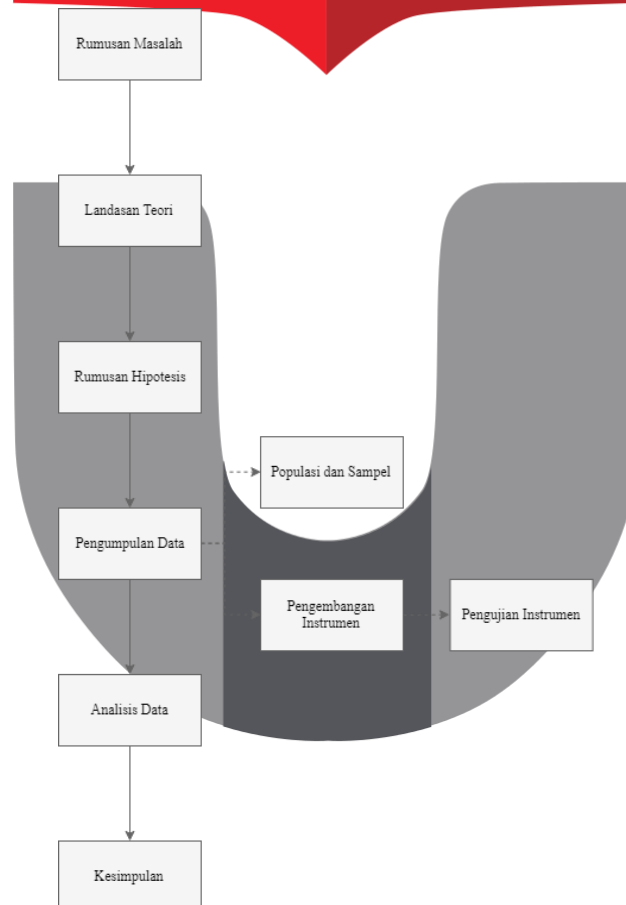 Rumusan Masalah
Landasan Teori
Rumusan Hipotesis
Populasi dan Sampel
Pengumpulan Data
Pengembangan
Instrumen
Pengujian Instrumen
Analisis Data
Kesimpulan